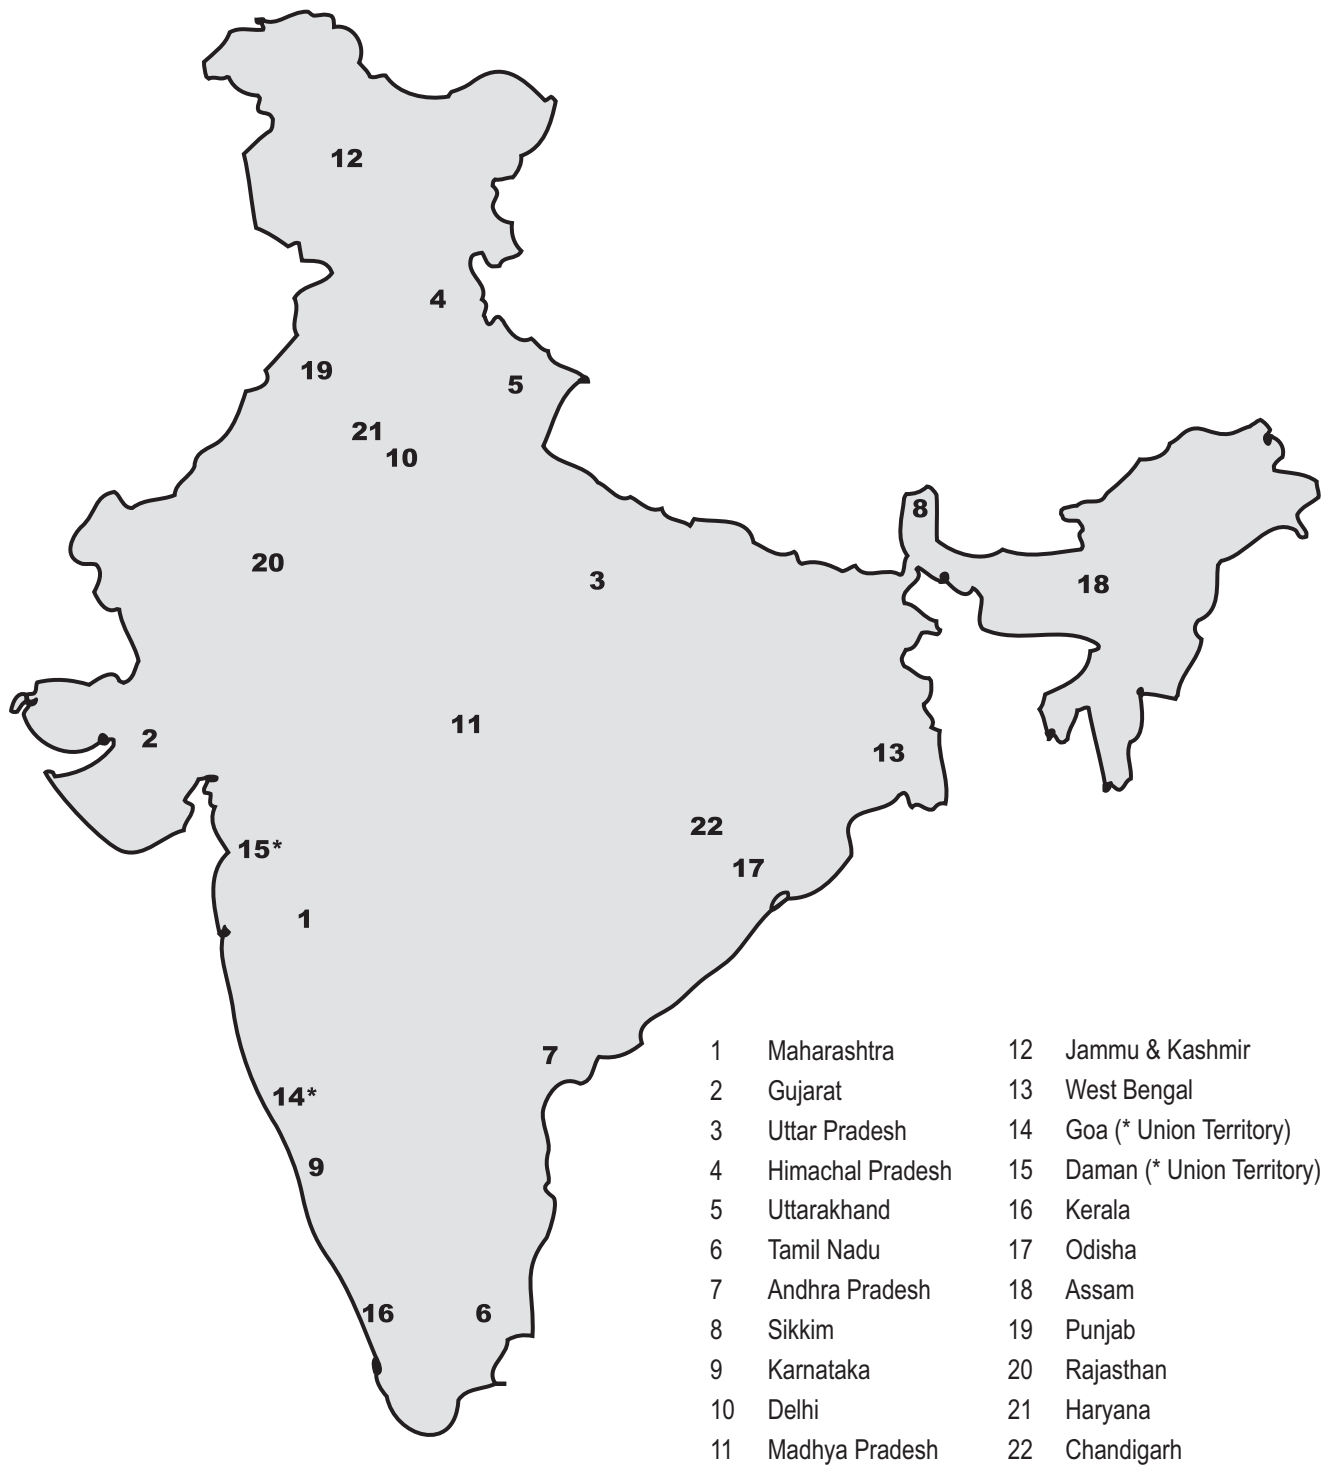 12
4
19
5
21
10
8
20
3
18
2
11
13
22
15*
17
1
7
14*
9
16
6
1 Maharashtra
2 Gujarat
3 Uttar Pradesh
4 Himachal Pradesh
5 Uttarakhand
6 Tamil Nadu
7 Andhra Pradesh
8 Sikkim
9 Karnataka
10 Delhi
11 Madhya Pradesh
12 Jammu & Kashmir
13 West Bengal
14 Goa (* Union Territory)
15 Daman (* Union Territory)
16 Kerala
17 Odisha
18 Assam
19 Punjab
20 Rajasthan
21 Haryana
22 Chandigarh